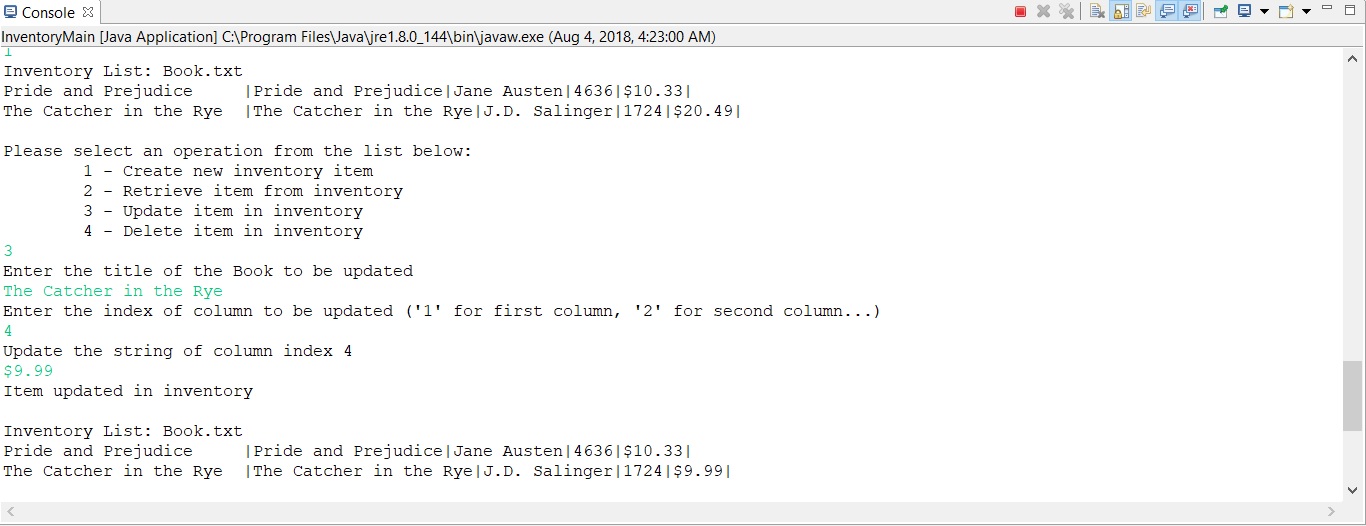 Console
InventoryMain [Java Application] C:\Program Files\Java\jre1.8.0_144\bin\javaw.exe (Aug 4, 2018, 4:23:00 AM)
1
Inventory List: Book.txt
Pride and Prejudice     |Pride and Prejudice|Jane Austen|4636|$10.33|
The Catcher in the Rye  |The Catcher in the Rye|J.D. Salinger|1724|$20.49|
Please select an operation from the list below:
        1 - Create new inventory item
        2 - Retrieve item from inventory
        3 - Update item in inventory
        4 - Delete item in inventory
3
Enter the title of the Book to be updated
The Catcher in the Rye
Enter the index of column to be updated ('1' for first column, '2' for second column...)
4
Update the string of column index 4
$9.99
Item updated in inventory
Inventory List: Book.txt
Pride and Prejudice     |Pride and Prejudice|Jane Austen|4636|$10.33|
The Catcher in the Rye  |The Catcher in the Rye|J.D. Salinger|1724|$9.99|